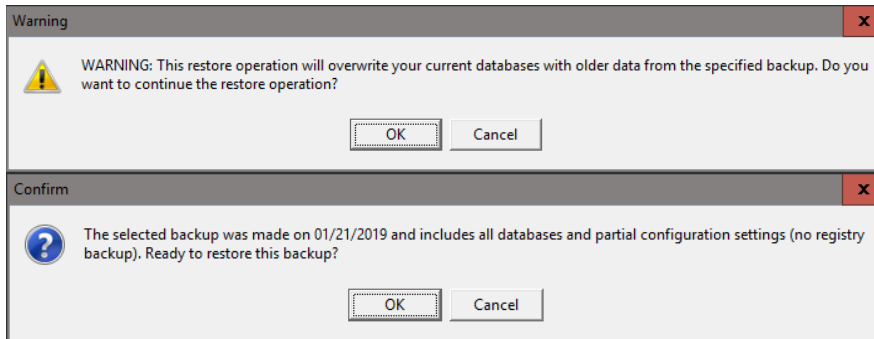 Warning
x
WARNING: This restore operation will overwrite your current databases with older data from the specified backup. Do you
want to continue the restore operation?
OK Cancel
Confirm
x
The selected backup was made on 01/21/2019 and includes all databases and partial configuration settings (no registry
backup). Ready to restore this backup?
OK Cancel